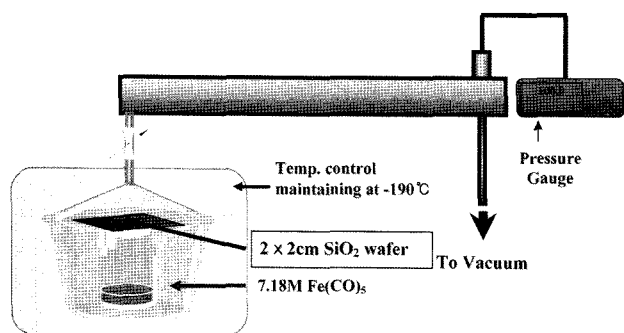 Pressure
Gauge
Temp. control
maintaining at -190℃
2 × 2cm SiO₂ wafer
To Vacuum
7.18M Fe(CO)₅